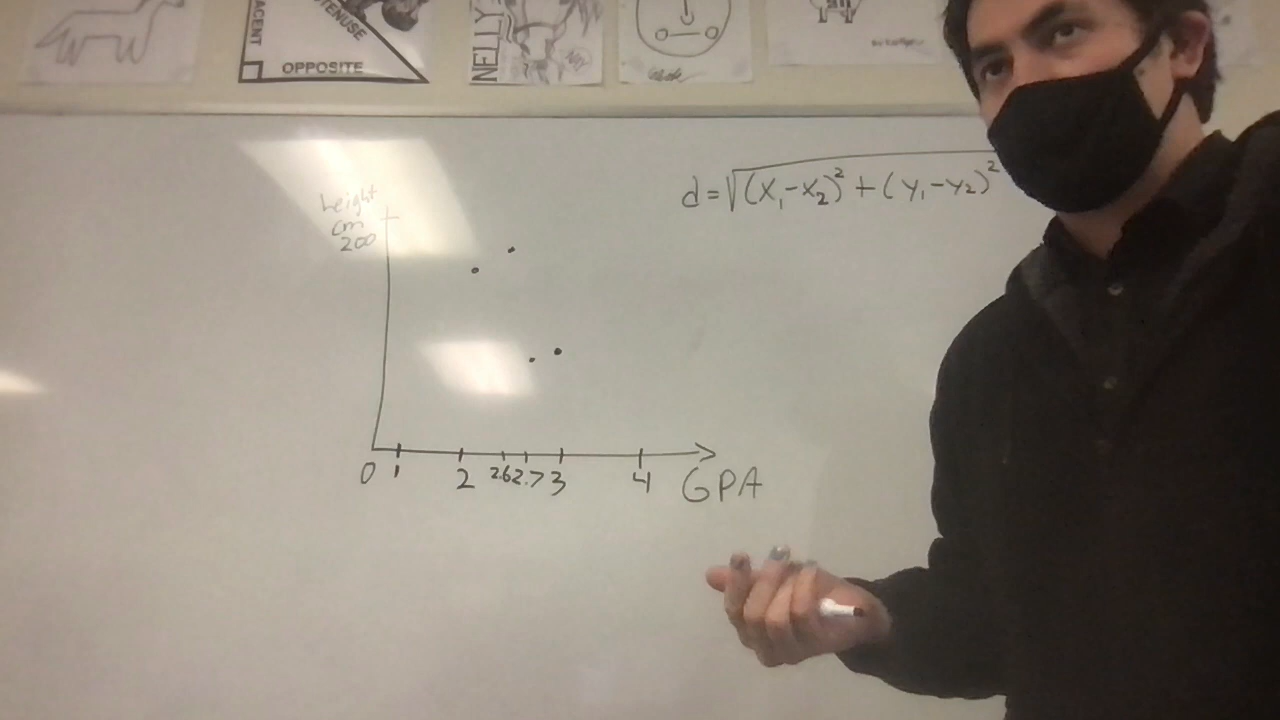 ACENT
OTENUSE
OPPOSITE
NELLY
height
cm
200
d=√(x₁-x₂)²+(y₁-y₂)²
0 1 2 2.6 2.7 3 4 GPA